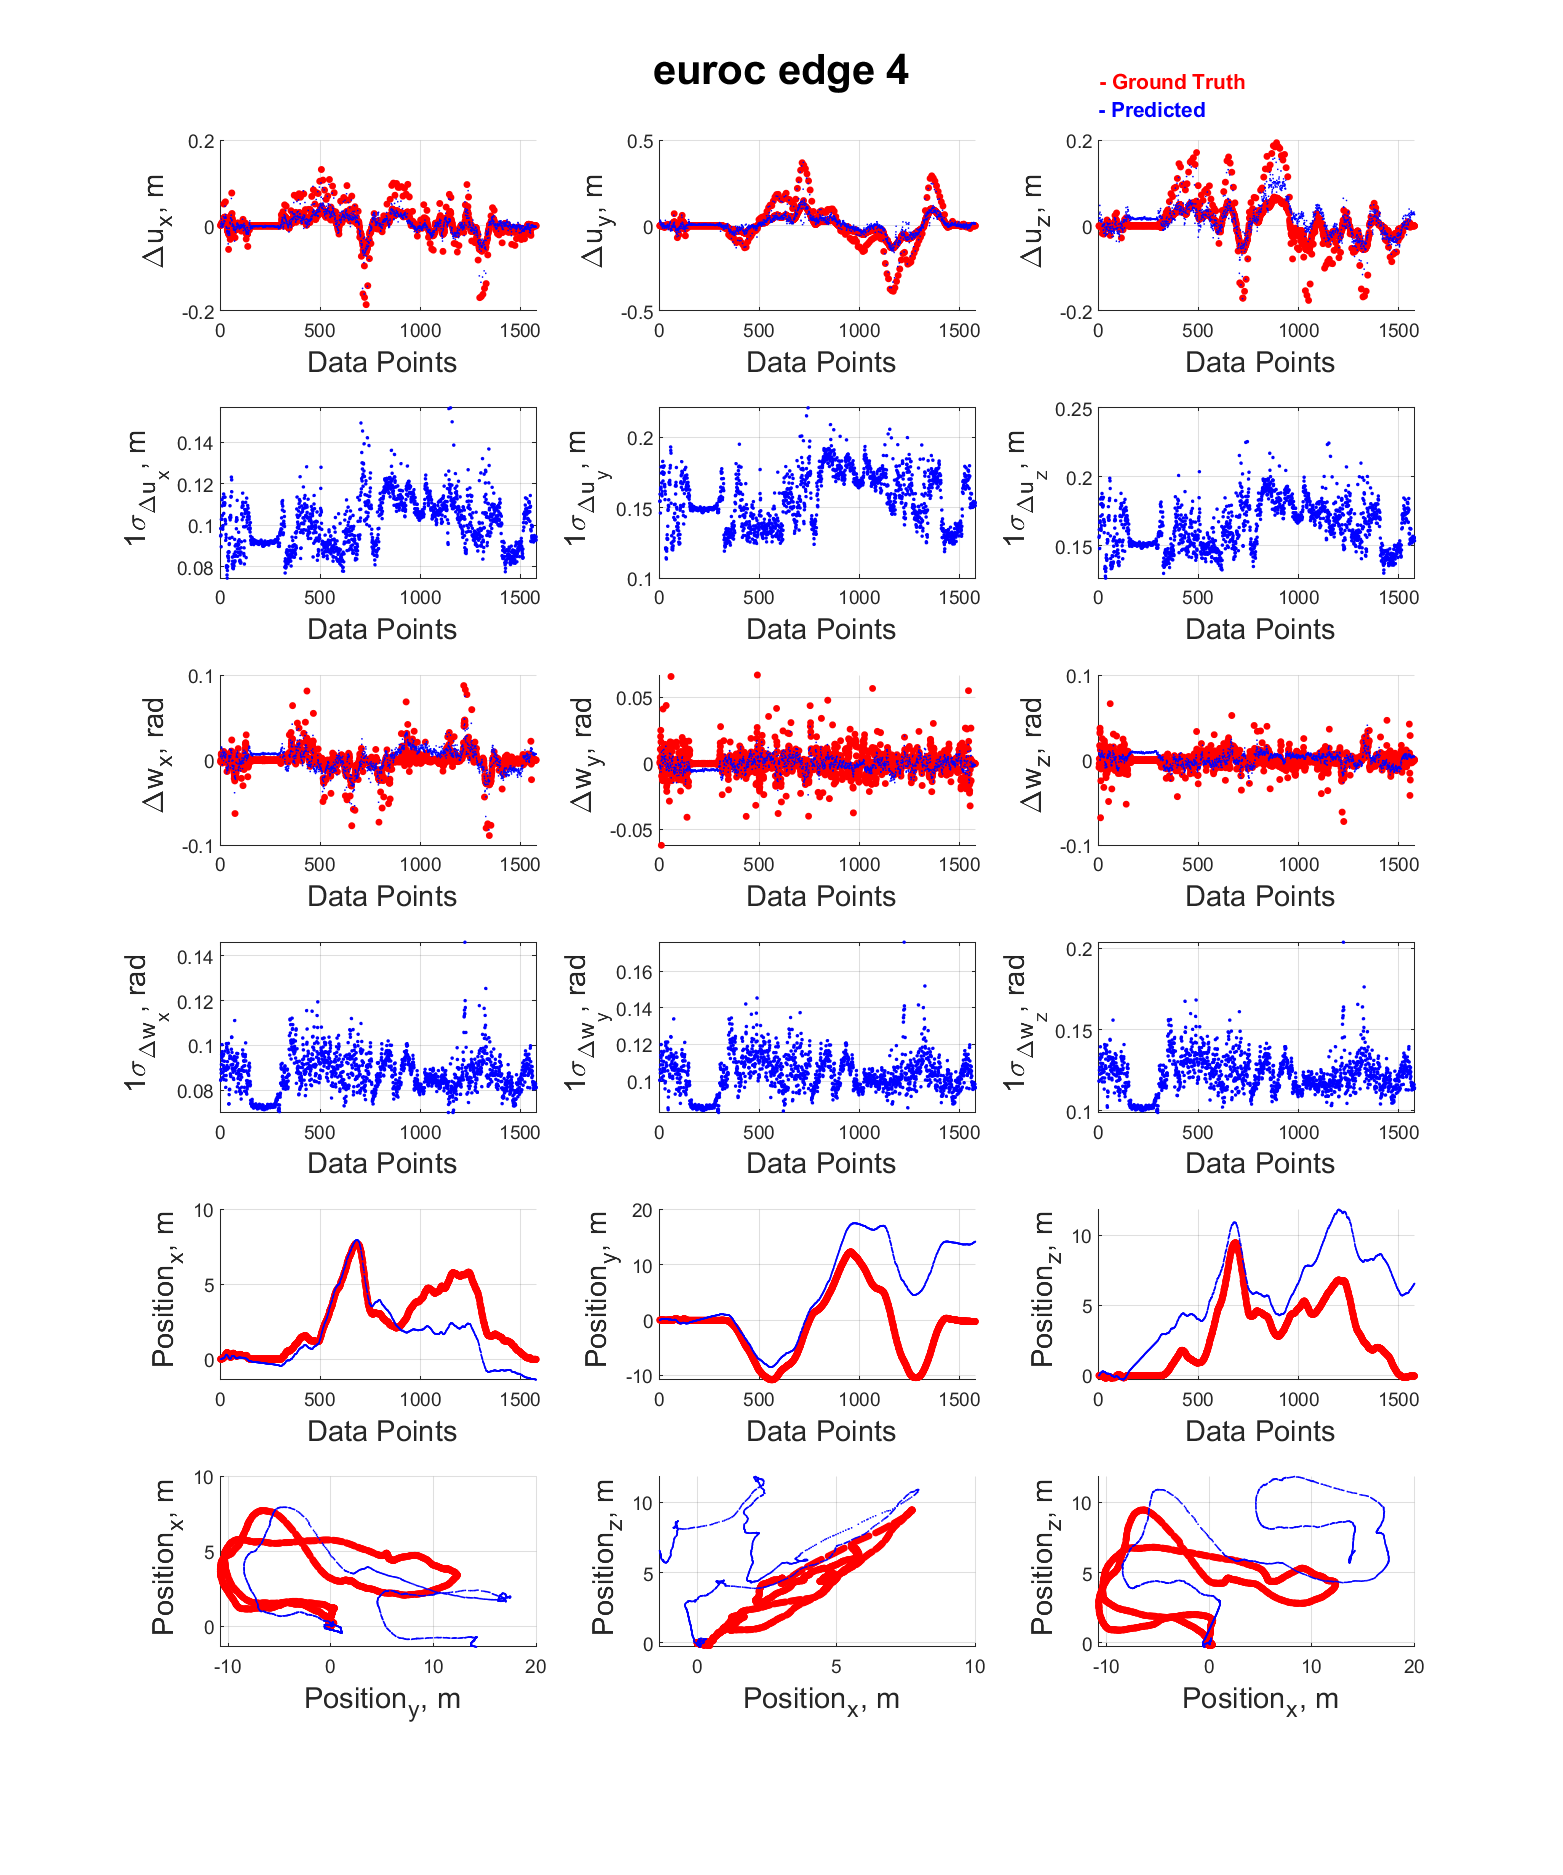 euroc edge 4
- Ground Truth
- Predicted
0.2
0
-0.2
Δu_x, m
0 500 1000 1500
Data Points
0.5
0
-0.5
Δu_y, m
0 500 1000 1500
Data Points
0.2
0
-0.2
Δu_z, m
0 500 1000 1500
Data Points
0.14
0.12
0.1
0.08
1σ_Δu_x, m
0 500 1000 1500
Data Points
0.2
0.15
0.1
1σ_Δu_y, m
0 500 1000 1500
Data Points
0.25
0.2
0.15
1σ_Δu_z, m
0 500 1000 1500
Data Points
0.1
0
-0.1
Δw_x, rad
0 500 1000 1500
Data Points
0.05
0
-0.05
Δw_y, rad
0 500 1000 1500
Data Points
0.1
0
-0.1
Δw_z, rad
0 500 1000 1500
Data Points
0.14
0.12
0.1
0.08
1σ_Δw_x, rad
0 500 1000 1500
Data Points
0.16
0.14
0.12
0.1
1σ_Δw_y, rad
0 500 1000 1500
Data Points
0.2
0.15
0.1
1σ_Δw_z, rad
0 500 1000 1500
Data Points
10
5
0
Position_x, m
0 500 1000 1500
Data Points
20
10
0
-10
Position_y, m
0 500 1000 1500
Data Points
10
5
0
Position_z, m
0 500 1000 1500
Data Points
10
5
0
Position_x, m
-10 0 10 20
Position_y, m
10
5
0
Position_z, m
0 5 10
Position_x, m
10
5
0
Position_z, m
-10 0 10 20
Position_x, m